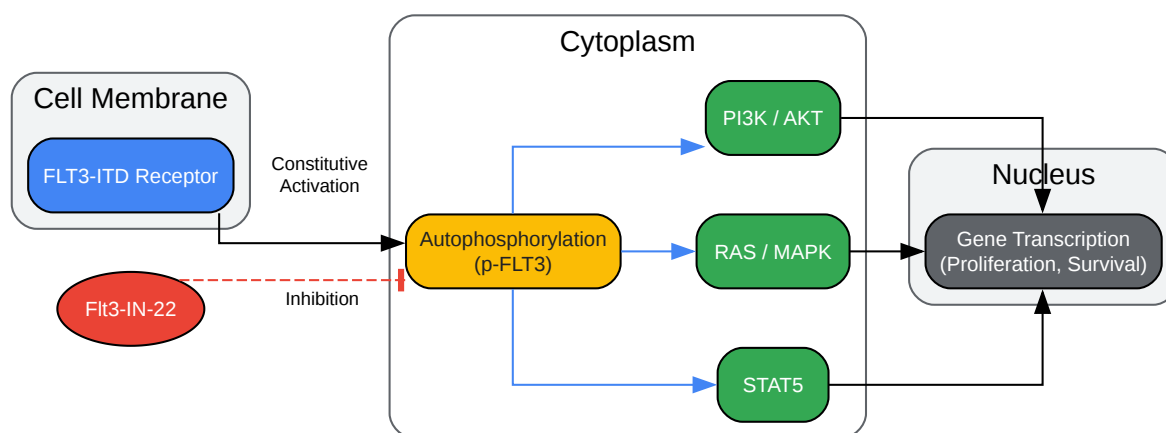 Cytoplasm
Cell Membrane
FLT3-ITD Receptor
Constitutive
Activation
PI3K / AKT
Nucleus
Autophosphorylation
(p-FLT3)
RAS / MAPK
Gene Transcription
(Proliferation, Survival)
Flt3-IN-22
Inhibition
STAT5